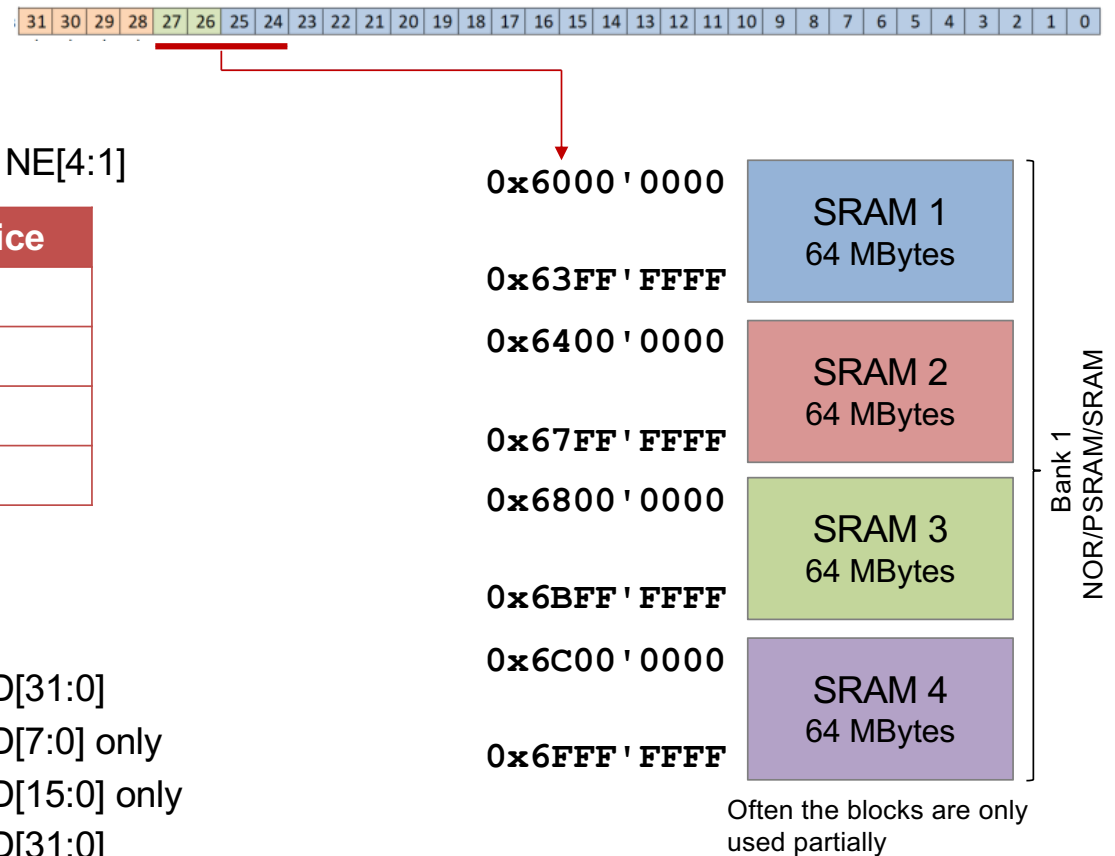 31 30 29 28 27 26 25 24 23 22 21 20 19 18 17 16 15 14 13 12 11 10 9 8 7 6 5 4 3 2 1 0
NE[4:1]
ice
0x6000'0000
SRAM 1
64 MBytes
0x63FF'FFFF
0x6400'0000
SRAM 2
64 MBytes
0x67FF'FFFF
0x6800'0000
SRAM 3
64 MBytes
0x6BFF'FFFF
0x6C00'0000
SRAM 4
64 MBytes
0x6FFF'FFFF
Bank 1
NOR/PSRAM/SRAM
D[31:0]
D[7:0] only
D[15:0] only
D[31:0]
Often the blocks are only
used partially